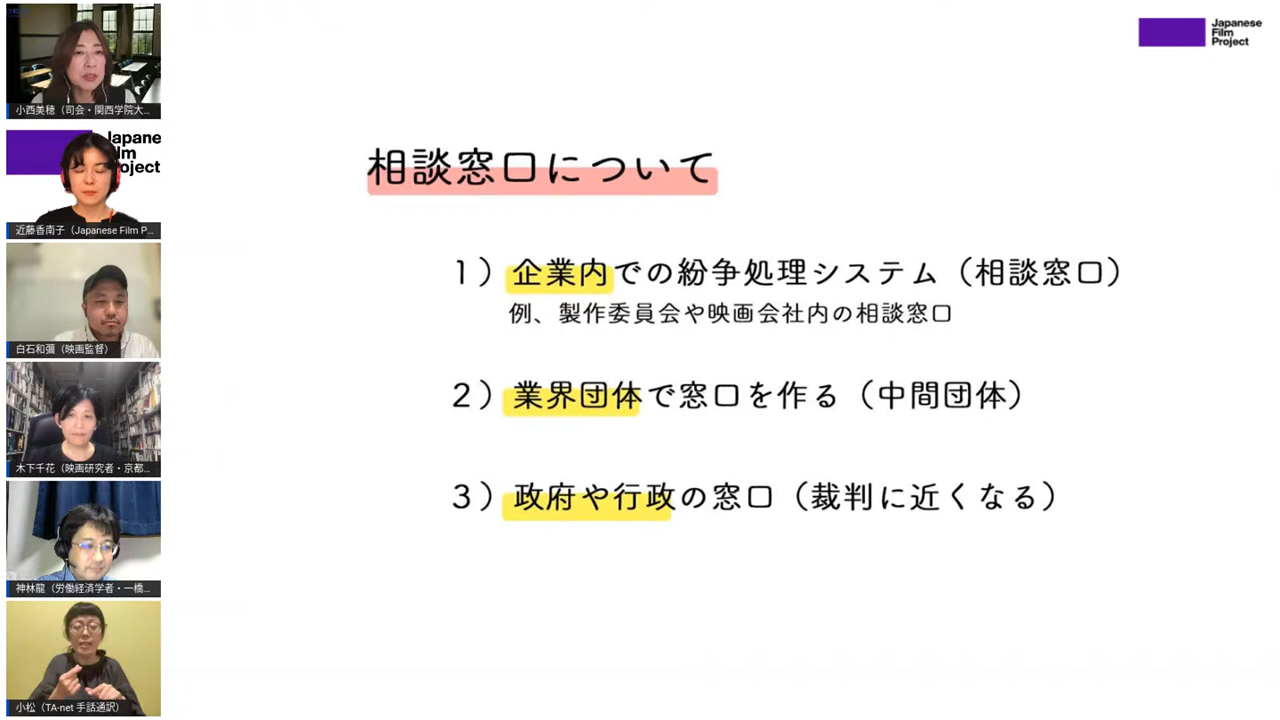 小西美穂（司会・関西学院大...
Japane
lm
oject
近藤香南子（Japanese Film P...
白石和彌（映画監督）
木下千花（映画研究者・京都...
神林龍（労働経済学者・一橋...
小松（TA-net 手話通訳）
Japanese
Film
Project
相談窓口について
１）企業内での紛争処理システム（相談窓口）
例、製作委員会や映画会社内の相談窓口
２）業界団体で窓口を作る（中間団体）
３）政府や行政の窓口（裁判に近くなる）